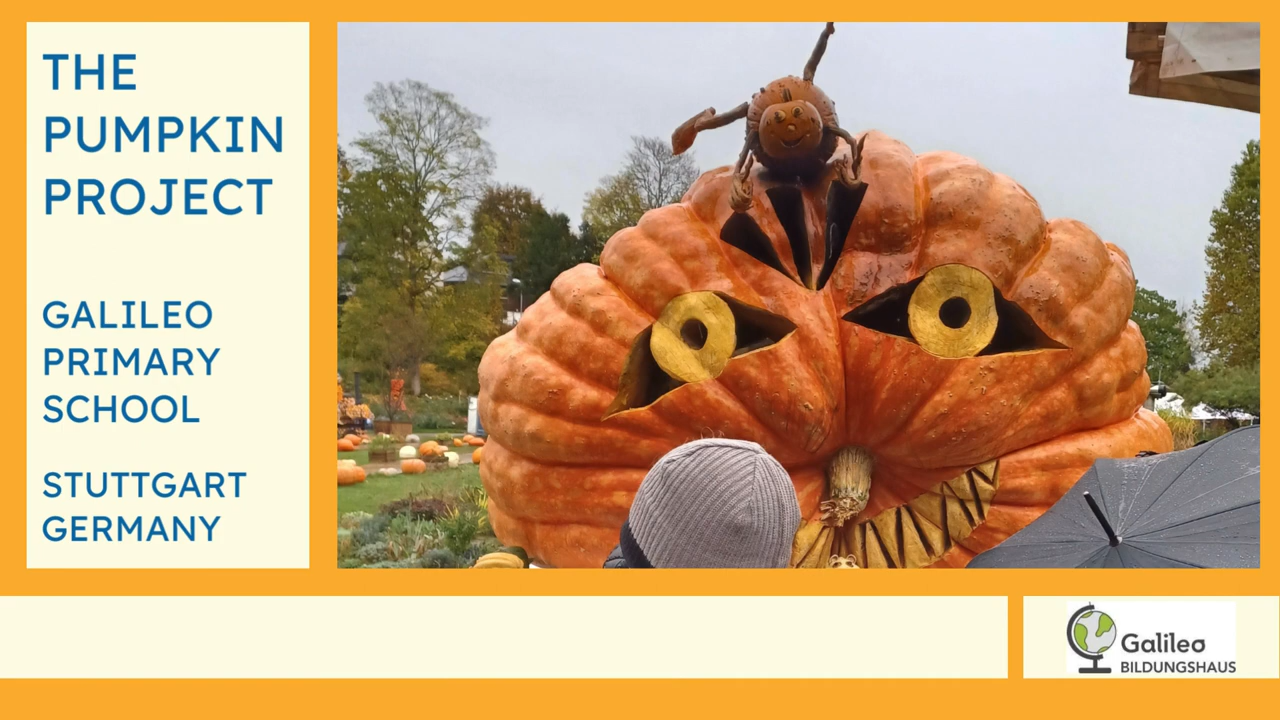 THE
PUMPKIN
PROJECT
GALILEO
PRIMARY
SCHOOL
STUTTGART
GERMANY
Galileo
BILDUNGSHAUS